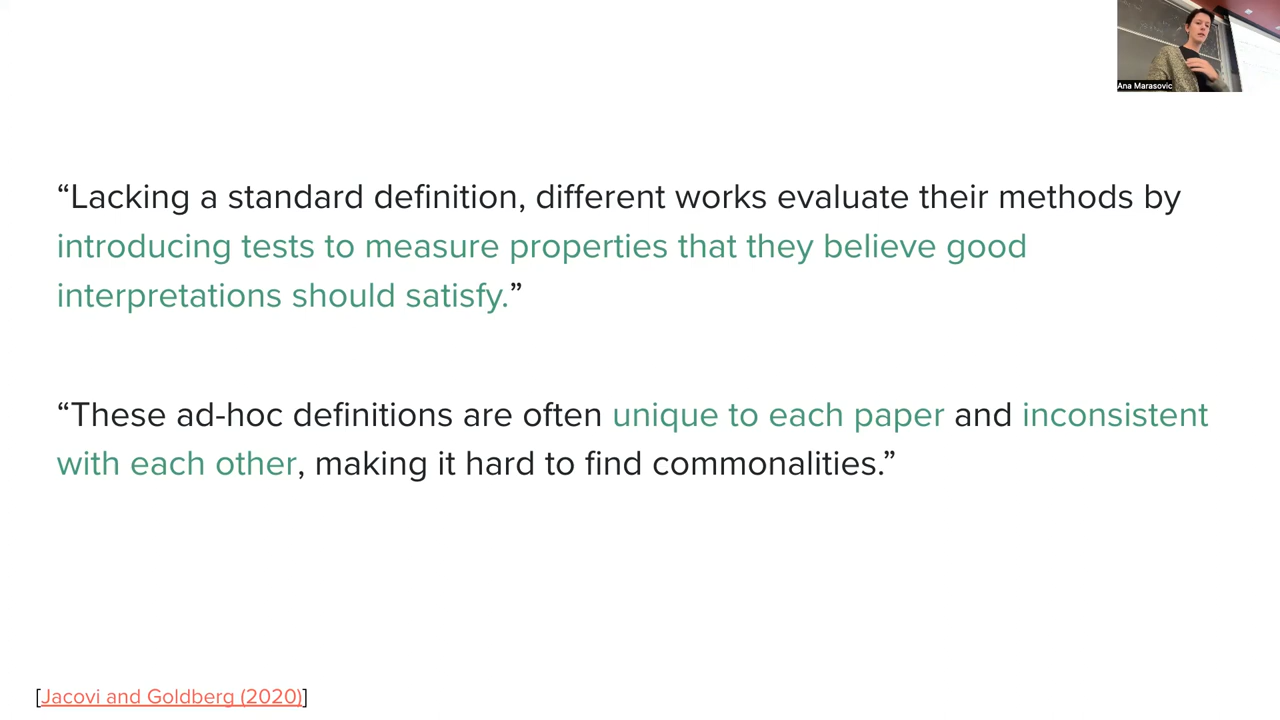 Ana Marasovic
“Lacking a standard definition, different works evaluate their methods by
introducing tests to measure properties that they believe good
interpretations should satisfy.”
“These ad-hoc definitions are often unique to each paper and inconsistent
with each other, making it hard to find commonalities.”
[Jacovi and Goldberg (2020)]